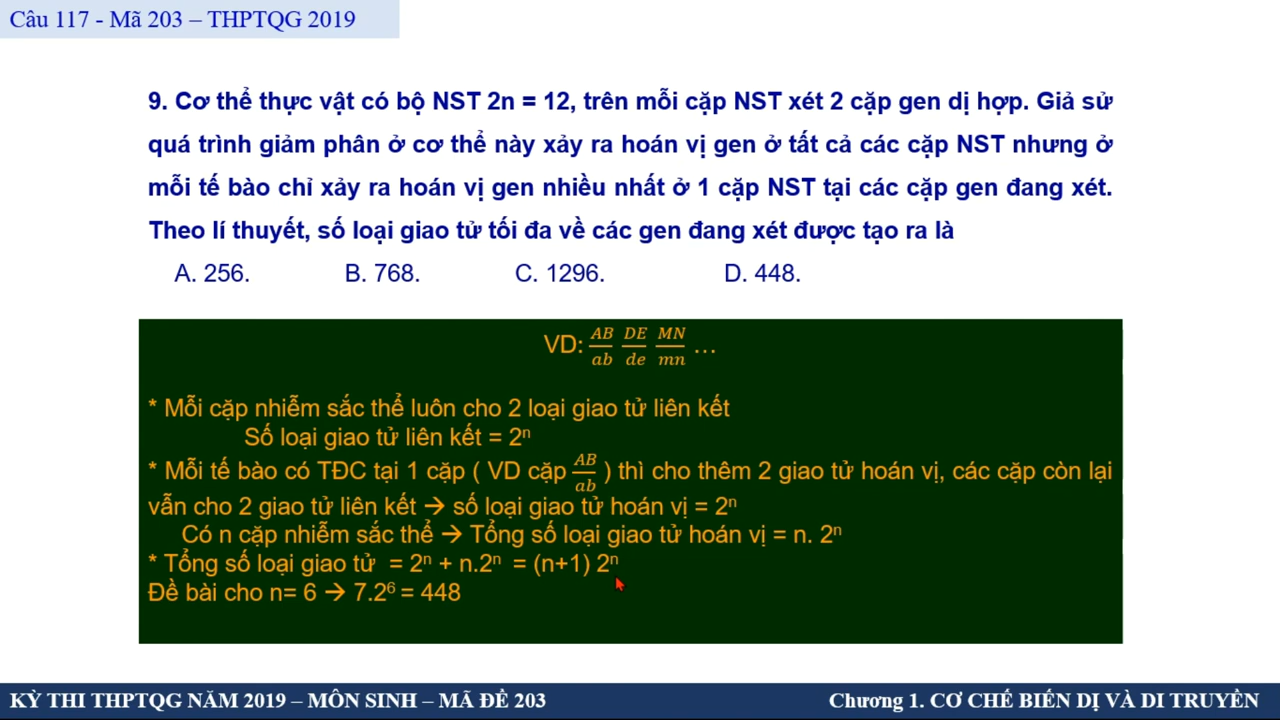 Câu 117 - Mã 203 – THPTQG 2019
9. Cơ thể thực vật có bộ NST 2n = 12, trên mỗi cặp NST xét 2 cặp gen dị hợp. Giả sử
quá trình giảm phân ở cơ thể này xảy ra hoán vị gen ở tất cả các cặp NST nhưng ở
mỗi tế bào chỉ xảy ra hoán vị gen nhiều nhất ở 1 cặp NST tại các cặp gen đang xét.
Theo lí thuyết, số loại giao tử tối đa về các gen đang xét được tạo ra là
A. 256. B. 768. C. 1296. D. 448.
VD: AB/ab DE/de MN/mn …
* Mỗi cặp nhiễm sắc thể luôn cho 2 loại giao tử liên kết
Số loại giao tử liên kết = 2ⁿ
* Mỗi tế bào có TĐC tại 1 cặp ( VD cặp AB/ab ) thì cho thêm 2 giao tử hoán vị, các cặp còn lại
vẫn cho 2 giao tử liên kết → số loại giao tử hoán vị = 2ⁿ
Có n cặp nhiễm sắc thể → Tổng số loại giao tử hoán vị = n. 2ⁿ
* Tổng số loại giao tử = 2ⁿ + n.2ⁿ = (n+1) 2ⁿ
Đề bài cho n= 6 → 7.2⁶ = 448
KỲ THI THPTQG NĂM 2019 – MÔN SINH – MÃ ĐỀ 203
Chương 1. CƠ CHẾ BIẾN DỊ VÀ DI TRUYỀN